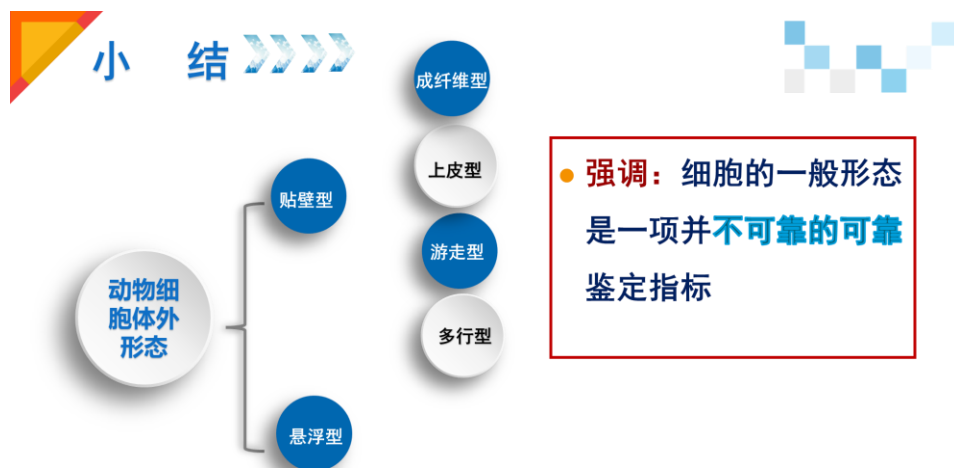 小 结
成纤维型
上皮型
贴壁型
游走型
多行型
动物细
胞体外
形态
悬浮型
强调：细胞的一般形态
是一项并不可靠的可靠
鉴定指标